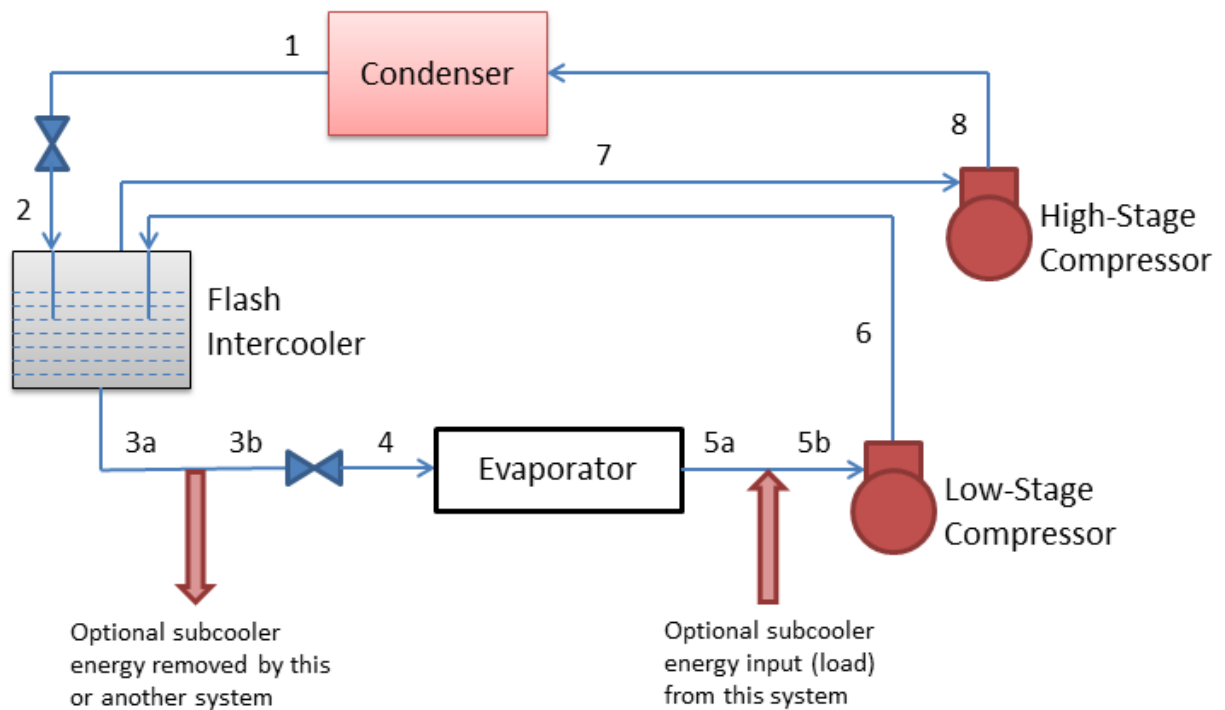 1
Condenser
8
7
2
High-Stage
Compressor
Flash
Intercooler
6
3a
3b
4
Evaporator
5a
5b
Low-Stage
Compressor
Optional subcooler
energy removed by this
or another system
Optional subcooler
energy input (load)
from this system